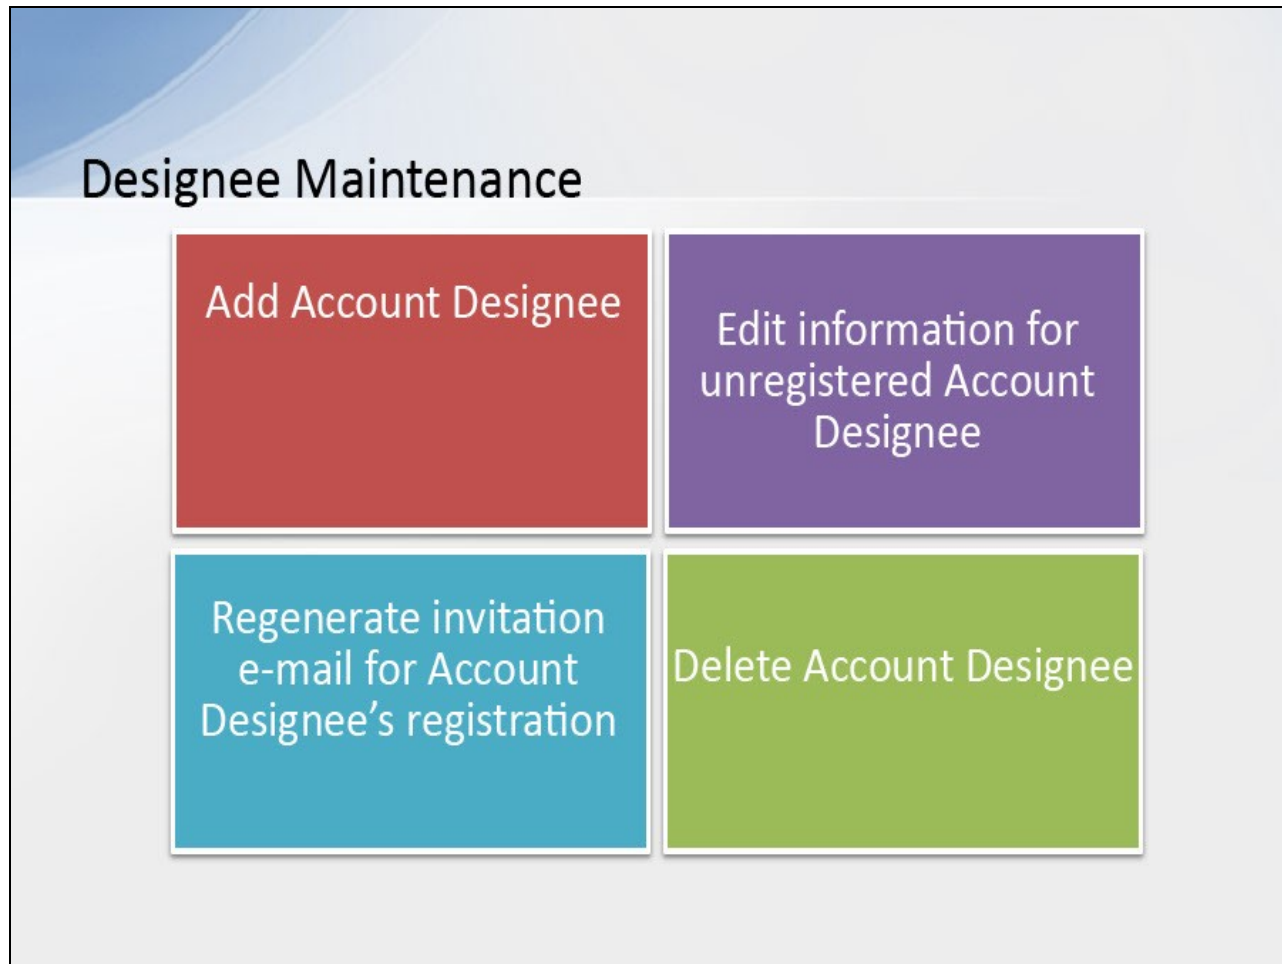 Designee Maintenance
Add Account Designee
Edit information for
unregistered Account
Designee
Regenerate invitation
e-mail for Account
Designee’s registration
Delete Account Designee